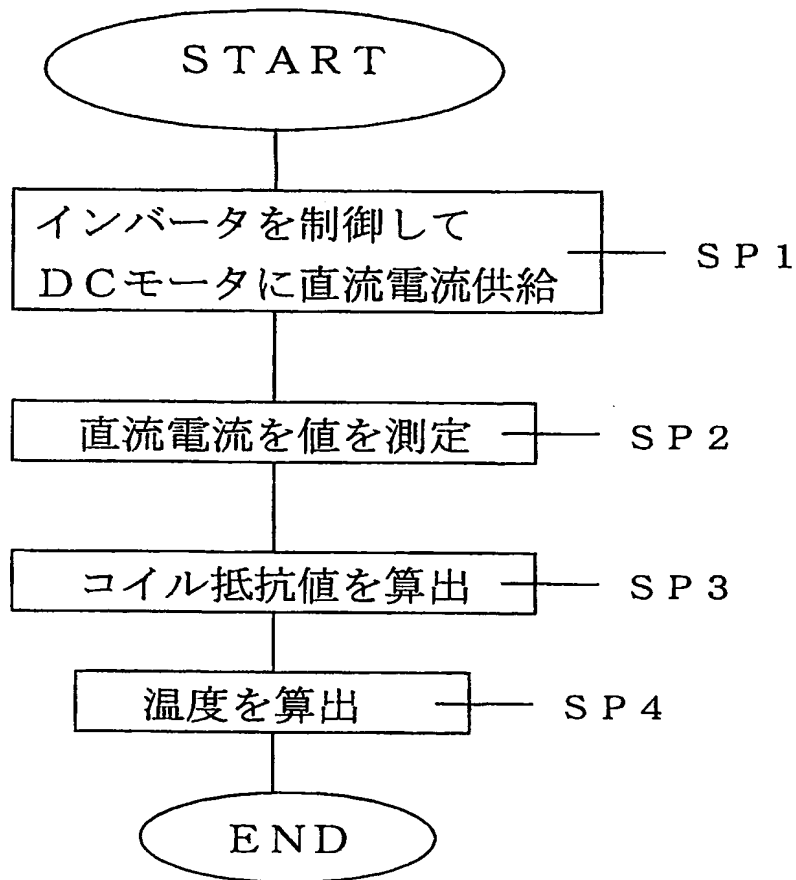 START
インバータを制御して
DCモータに直流電流供給
SP1
直流電流を値を測定
SP2
コイル抵抗値を算出
SP3
温度を算出
SP4
END